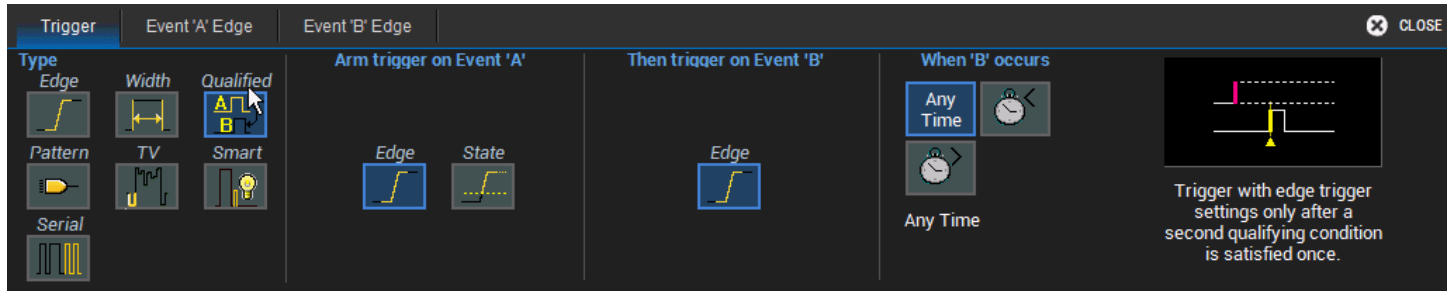 Trigger
Event 'A' Edge
Event 'B' Edge
CLOSE
Type
Edge
Width
Qualified
A
B
Pattern
TV
Smart
Serial
Arm trigger on Event 'A'
Edge
State
Then trigger on Event 'B'
Edge
When 'B' occurs
Any
Time
<
>
Any Time
Trigger with edge trigger
settings only after a
second qualifying condition
is satisfied once.